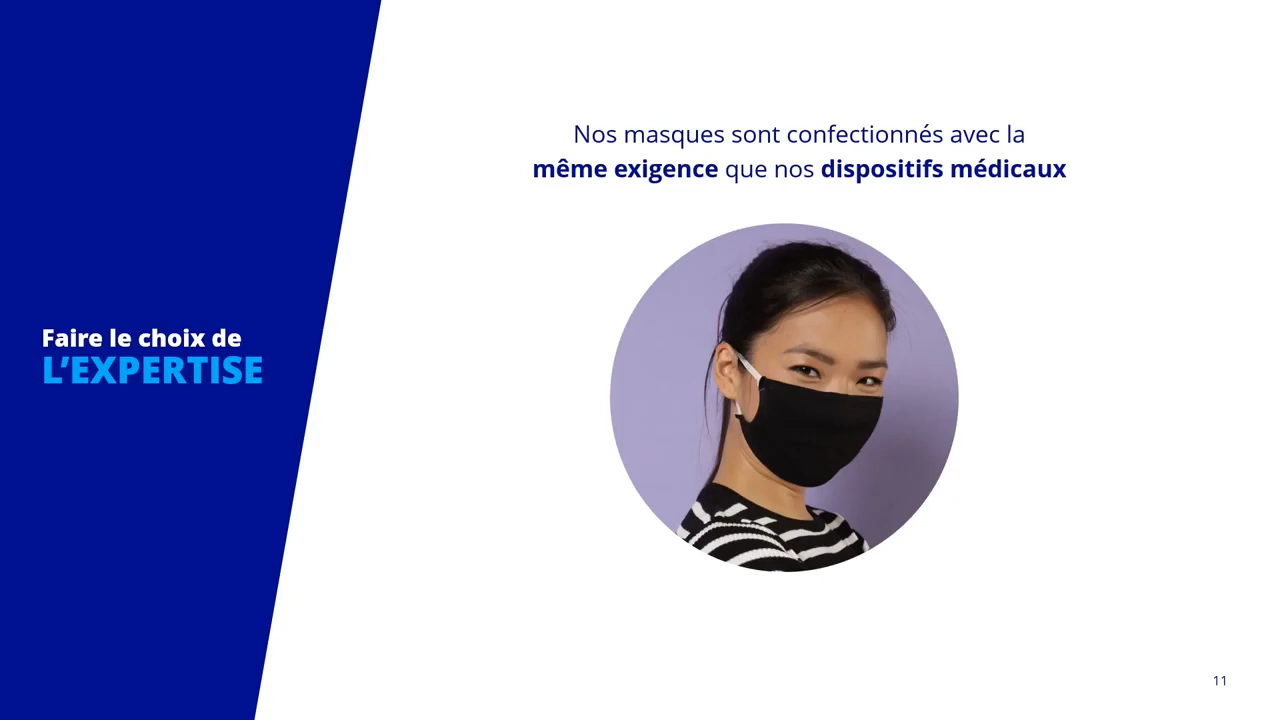 Faire le choix de
L’EXPERTISE
Nos masques sont confectionnés avec la
même exigence que nos dispositifs médicaux
11